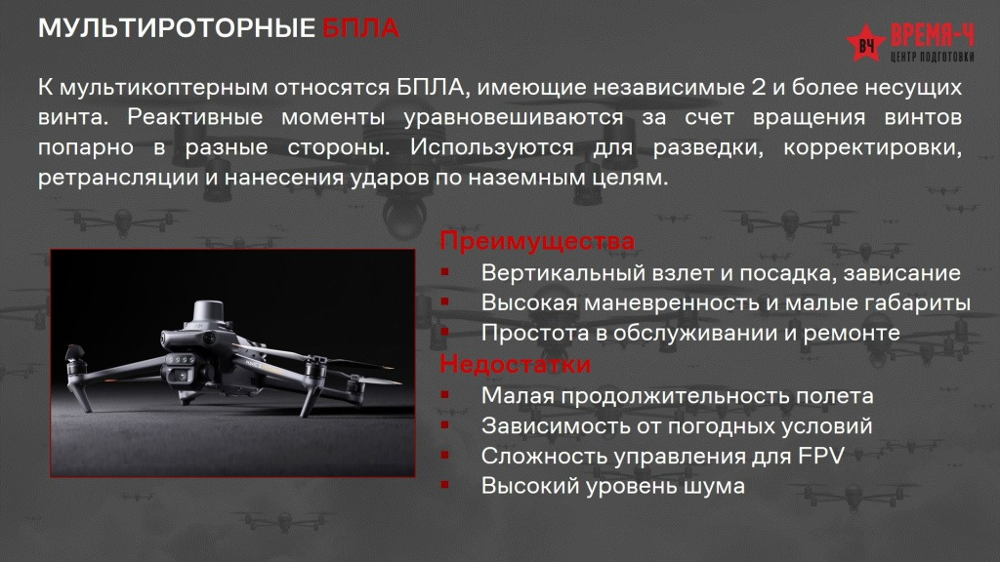 МУЛЬТИРОТОРНЫЕ БПЛА
ВЧ
ВРЕМЯ-Ч
ЦЕНТР ПОДГОТОВКИ
К мультикоптерным относятся БПЛА, имеющие независимые 2 и более несущих
винта. Реактивные моменты уравновешиваются за счет вращения винтов
попарно в разные стороны. Используются для разведки, корректировки,
ретрансляции и нанесения ударов по наземным целям.
Преимущества
▪ Вертикальный взлет и посадка, зависание
▪ Высокая маневренность и малые габариты
▪ Простота в обслуживании и ремонте
Недостатки
▪ Малая продолжительность полета
▪ Зависимость от погодных условий
▪ Сложность управления для FPV
▪ Высокий уровень шума